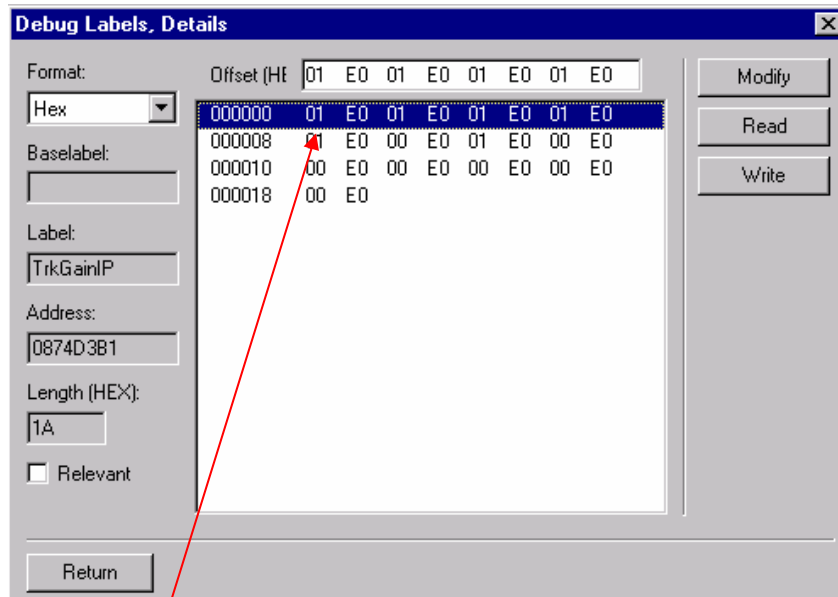 Debug Labels, Details
Format:
Hex
Baselabel:
Label:
TrkGainIP
Address:
0874D3B1
Length (HEX):
1A
Relevant
Return
Offset (HE 01 E0 01 E0 01 E0 01 E0
000000 01 E0 01 E0 01 E0 01 E0
000008 01 E0 00 E0 01 E0 00 E0
000010 00 E0 00 E0 00 E0 00 E0
000018 00 E0
Modify
Read
Write